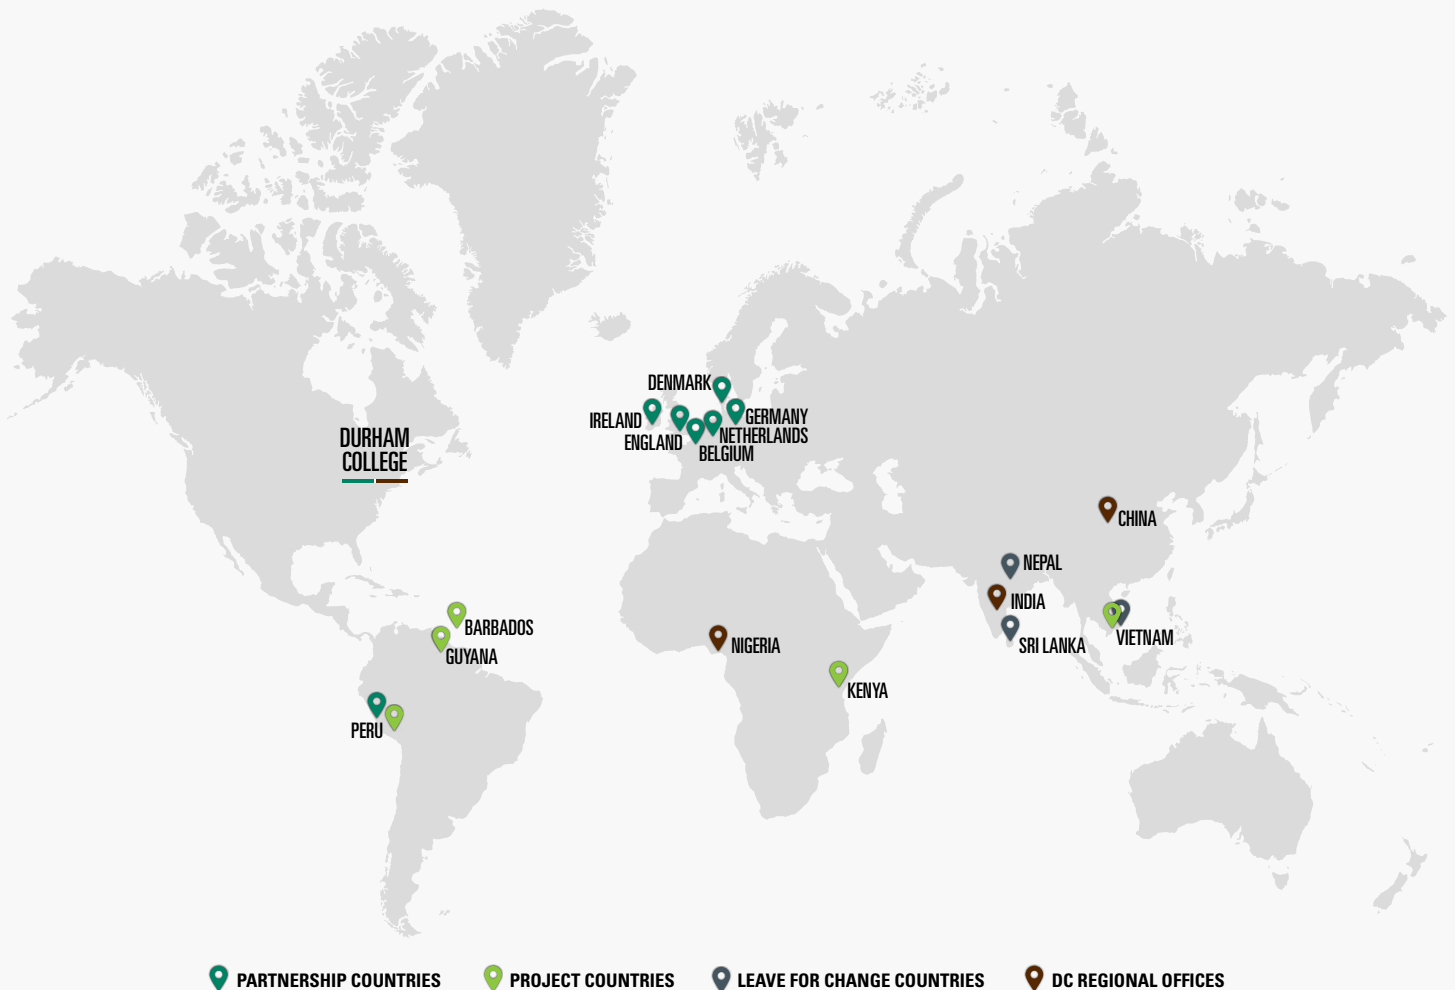 DENMARK
IRELAND
GERMANY
ENGLAND
NETHERLANDS
BELGIUM
DURHAM
COLLEGE
CHINA
NEPAL
INDIA
BARBADOS
VIETNAM
NIGERIA
SRI LANKA
GUYANA
KENYA
PERU
PARTNERSHIP COUNTRIES
PROJECT COUNTRIES
LEAVE FOR CHANGE COUNTRIES
DC REGIONAL OFFICES